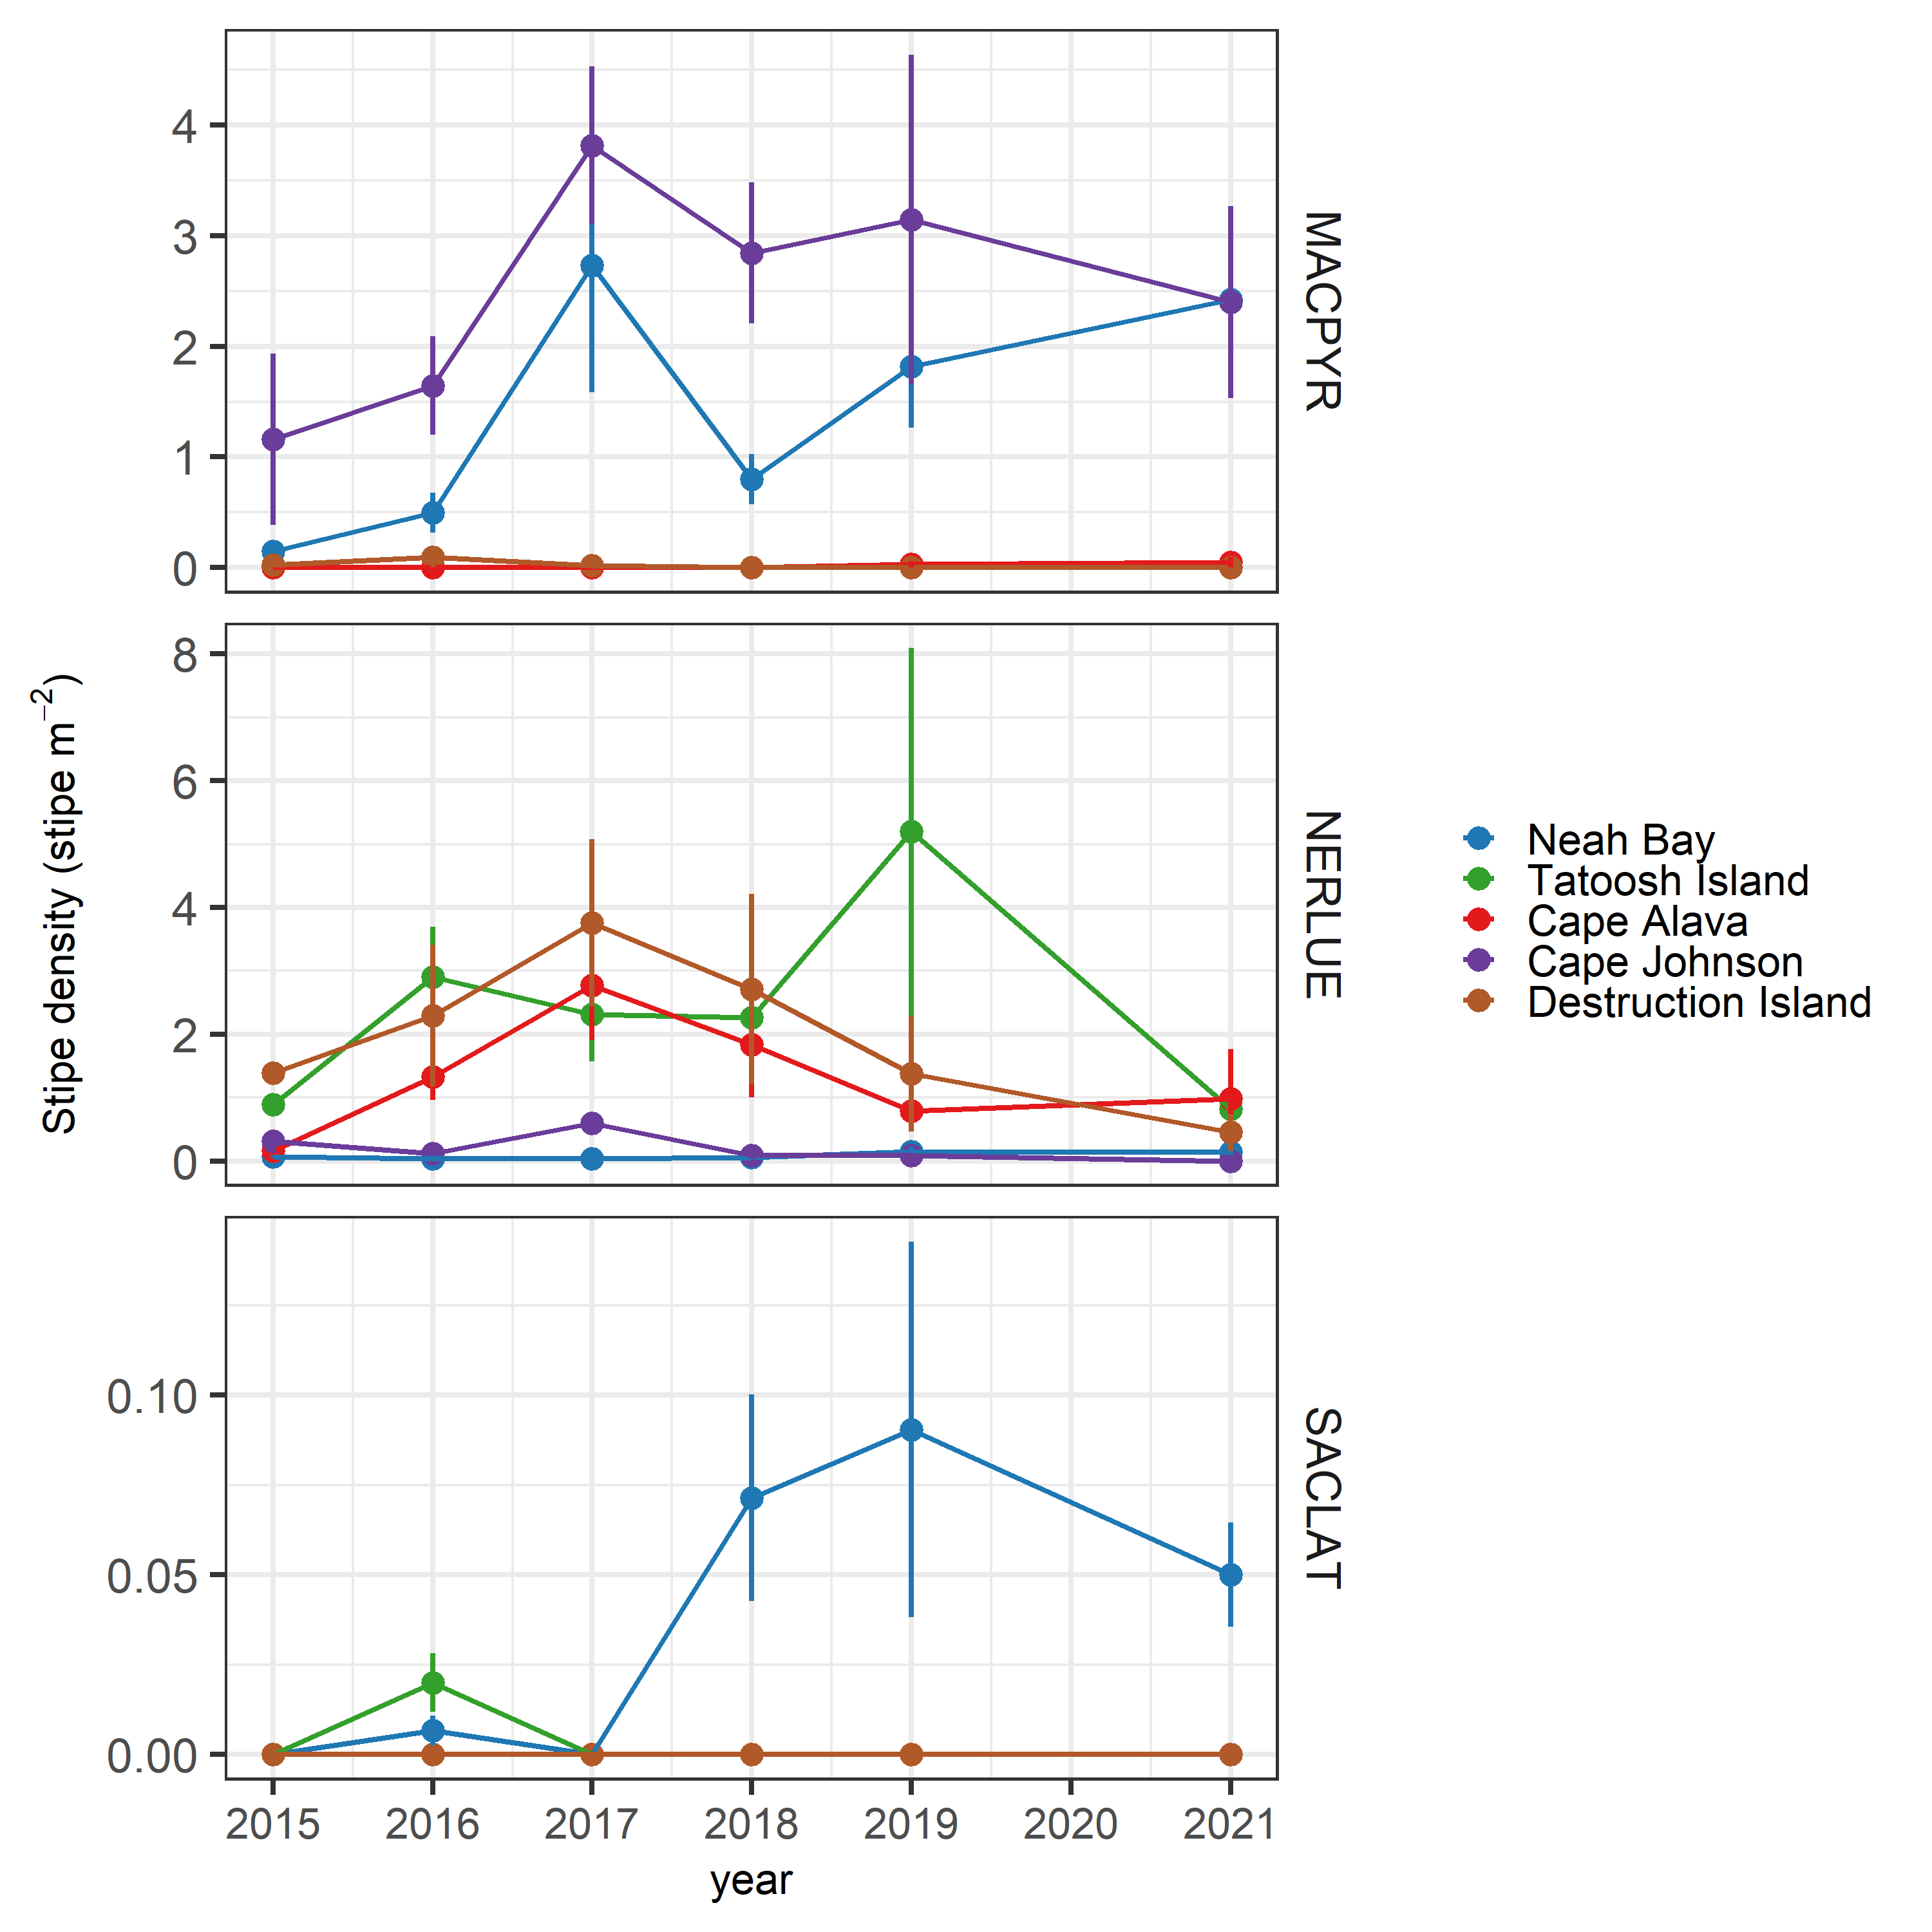 4
3
2
1
0
MACPYR
8
6
4
2
0
NERLUE
Stipe density (stipe m⁻²)
Neah Bay
Tatoosh Island
Cape Alava
Cape Johnson
Destruction Island
0.10
0.05
0.00
SACLAT
2015 2016 2017 2018 2019 2020 2021
year